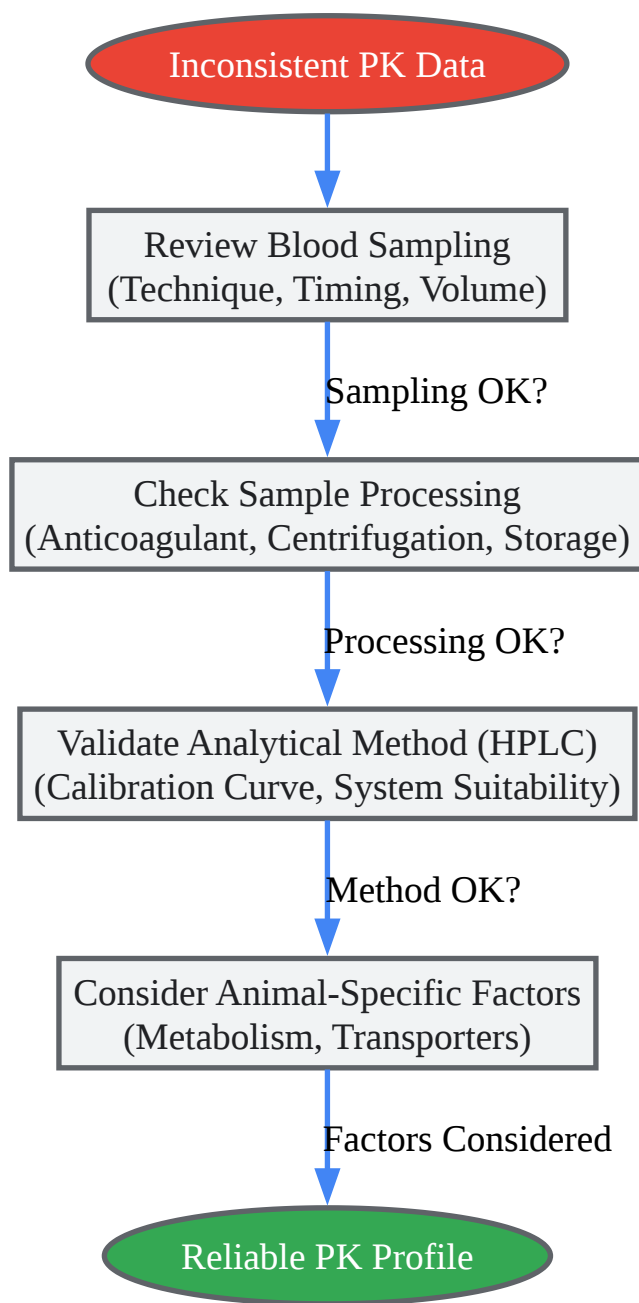 Inconsistent PK Data
Review Blood Sampling
(Technique, Timing, Volume)
Sampling OK?
Check Sample Processing
(Anticoagulant, Centrifugation, Storage)
Processing OK?
Validate Analytical Method (HPLC)
(Calibration Curve, System Suitability)
Method OK?
Consider Animal-Specific Factors
(Metabolism, Transporters)
Factors Considered
Reliable PK Profile